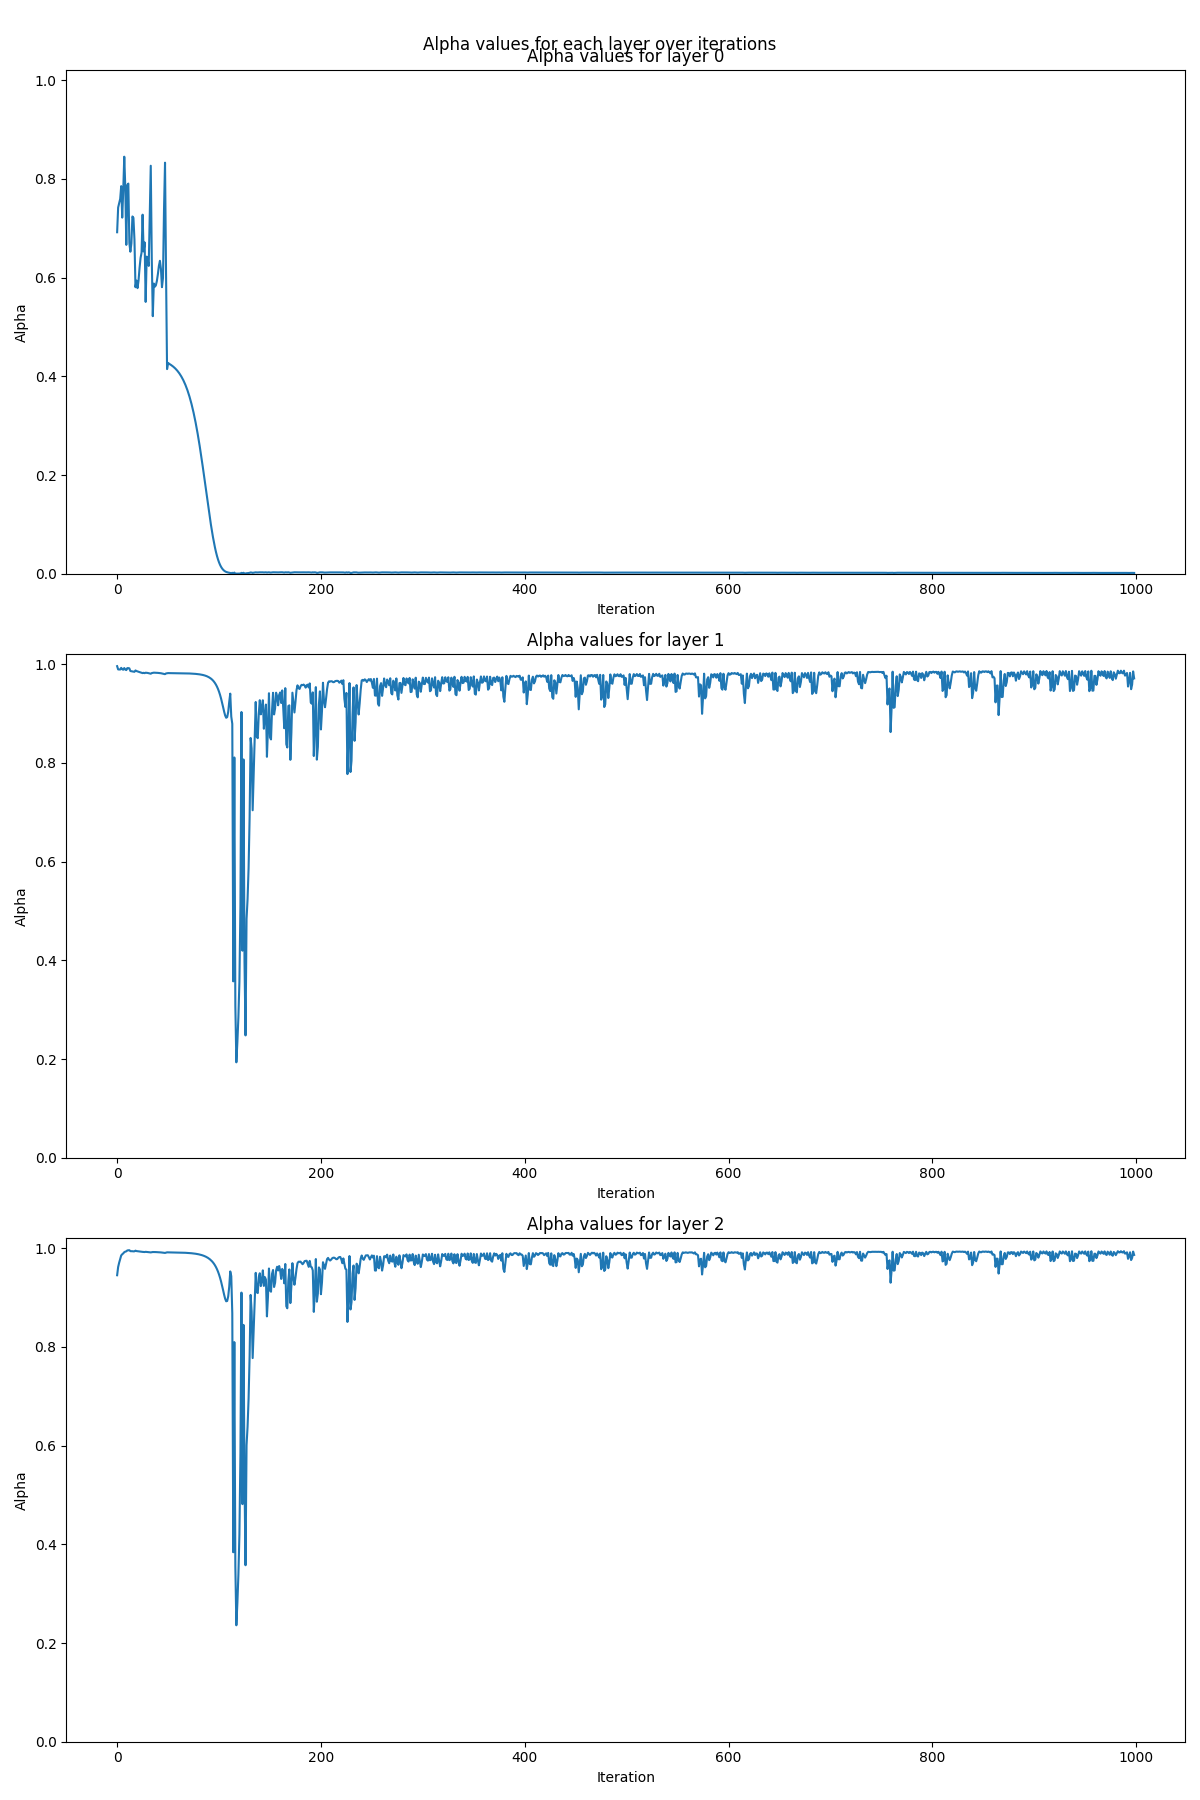 Alpha values for each layer over iterations
Alpha values for layer 0
1.0
0.8
0.6
0.4
0.2
0.0
Alpha
0 200 400 600 800 1000
Iteration
Alpha values for layer 1
1.0
0.8
0.6
0.4
0.2
0.0
Alpha
0 200 400 600 800 1000
Iteration
Alpha values for layer 2
1.0
0.8
0.6
0.4
0.2
0.0
Alpha
0 200 400 600 800 1000
Iteration